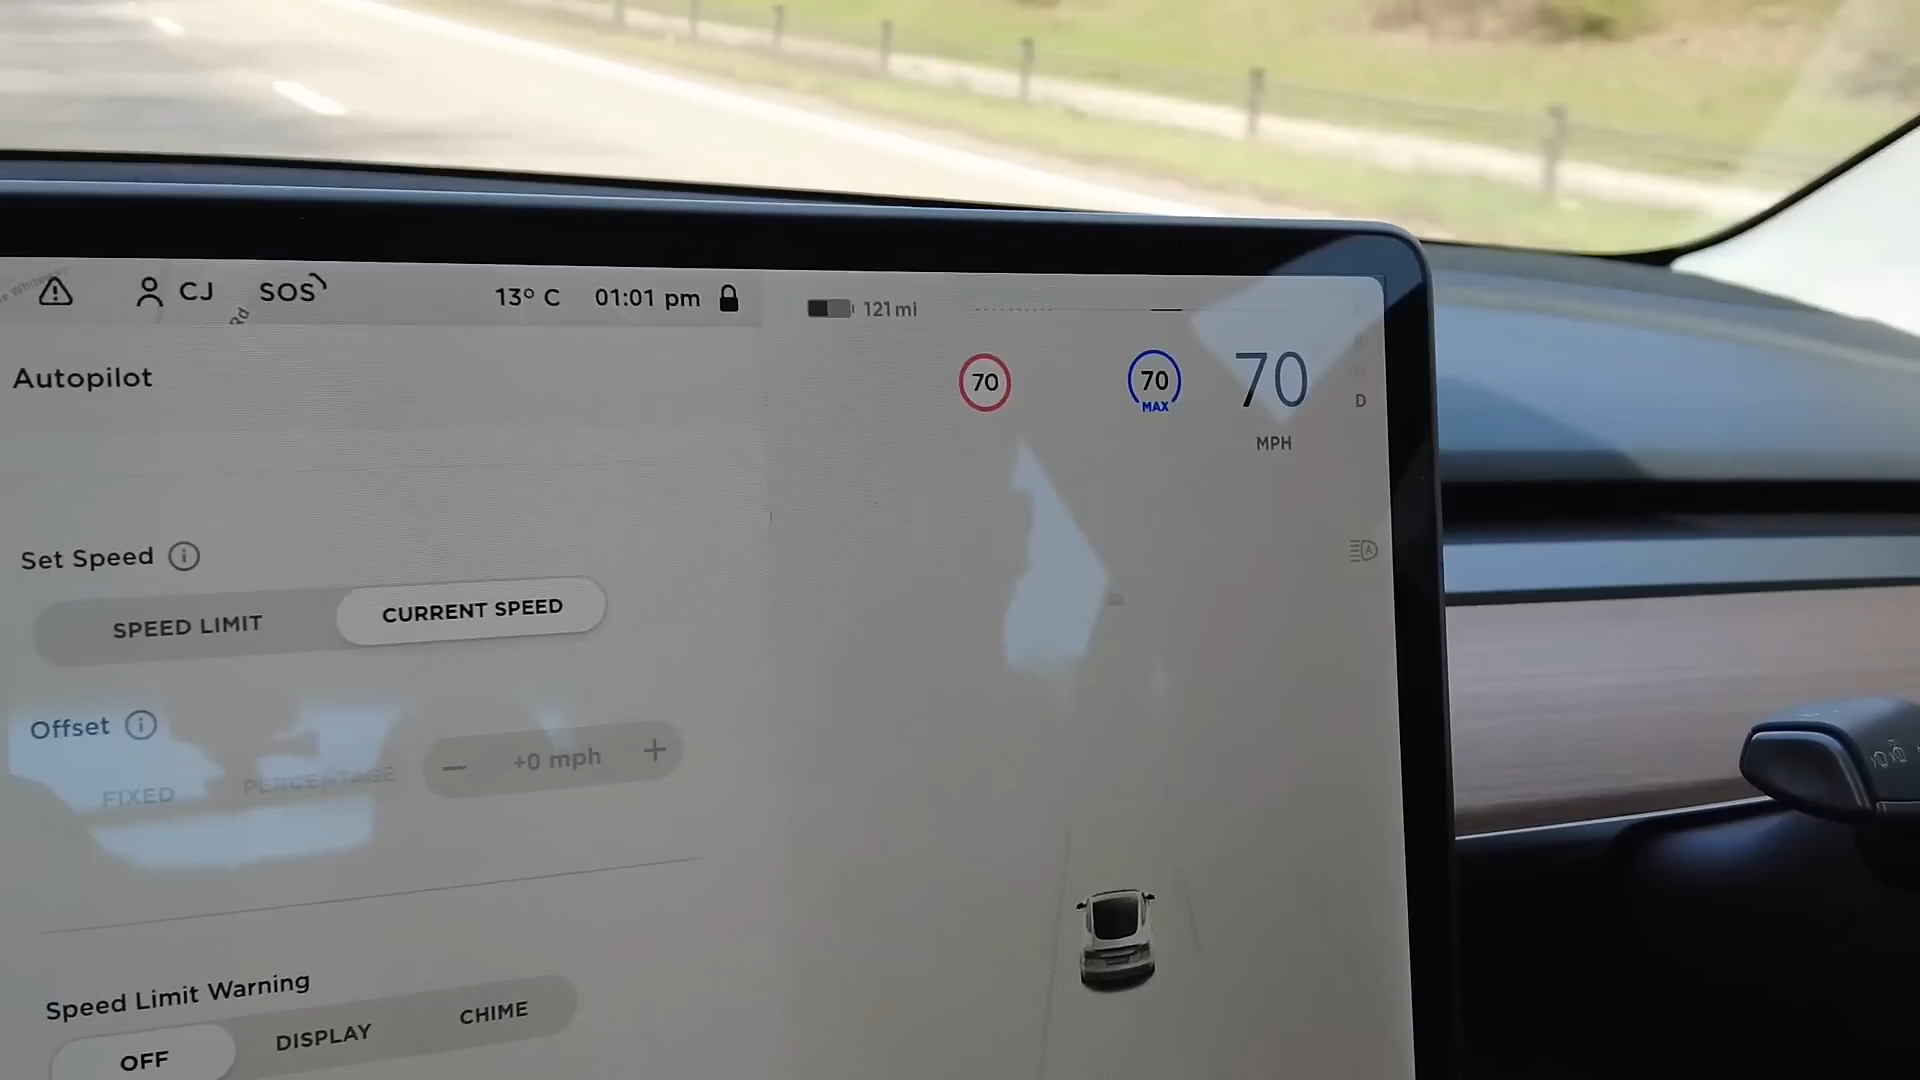 CJ SOS 13° C 01:01 pm
Rd
121 mi
Autopilot
70
70
MAX
70
MPH
N
D
Set Speed
SPEED LIMIT CURRENT SPEED
Offset
FIXED PERCENTAGE − +0 mph +
Speed Limit Warning
OFF DISPLAY CHIME